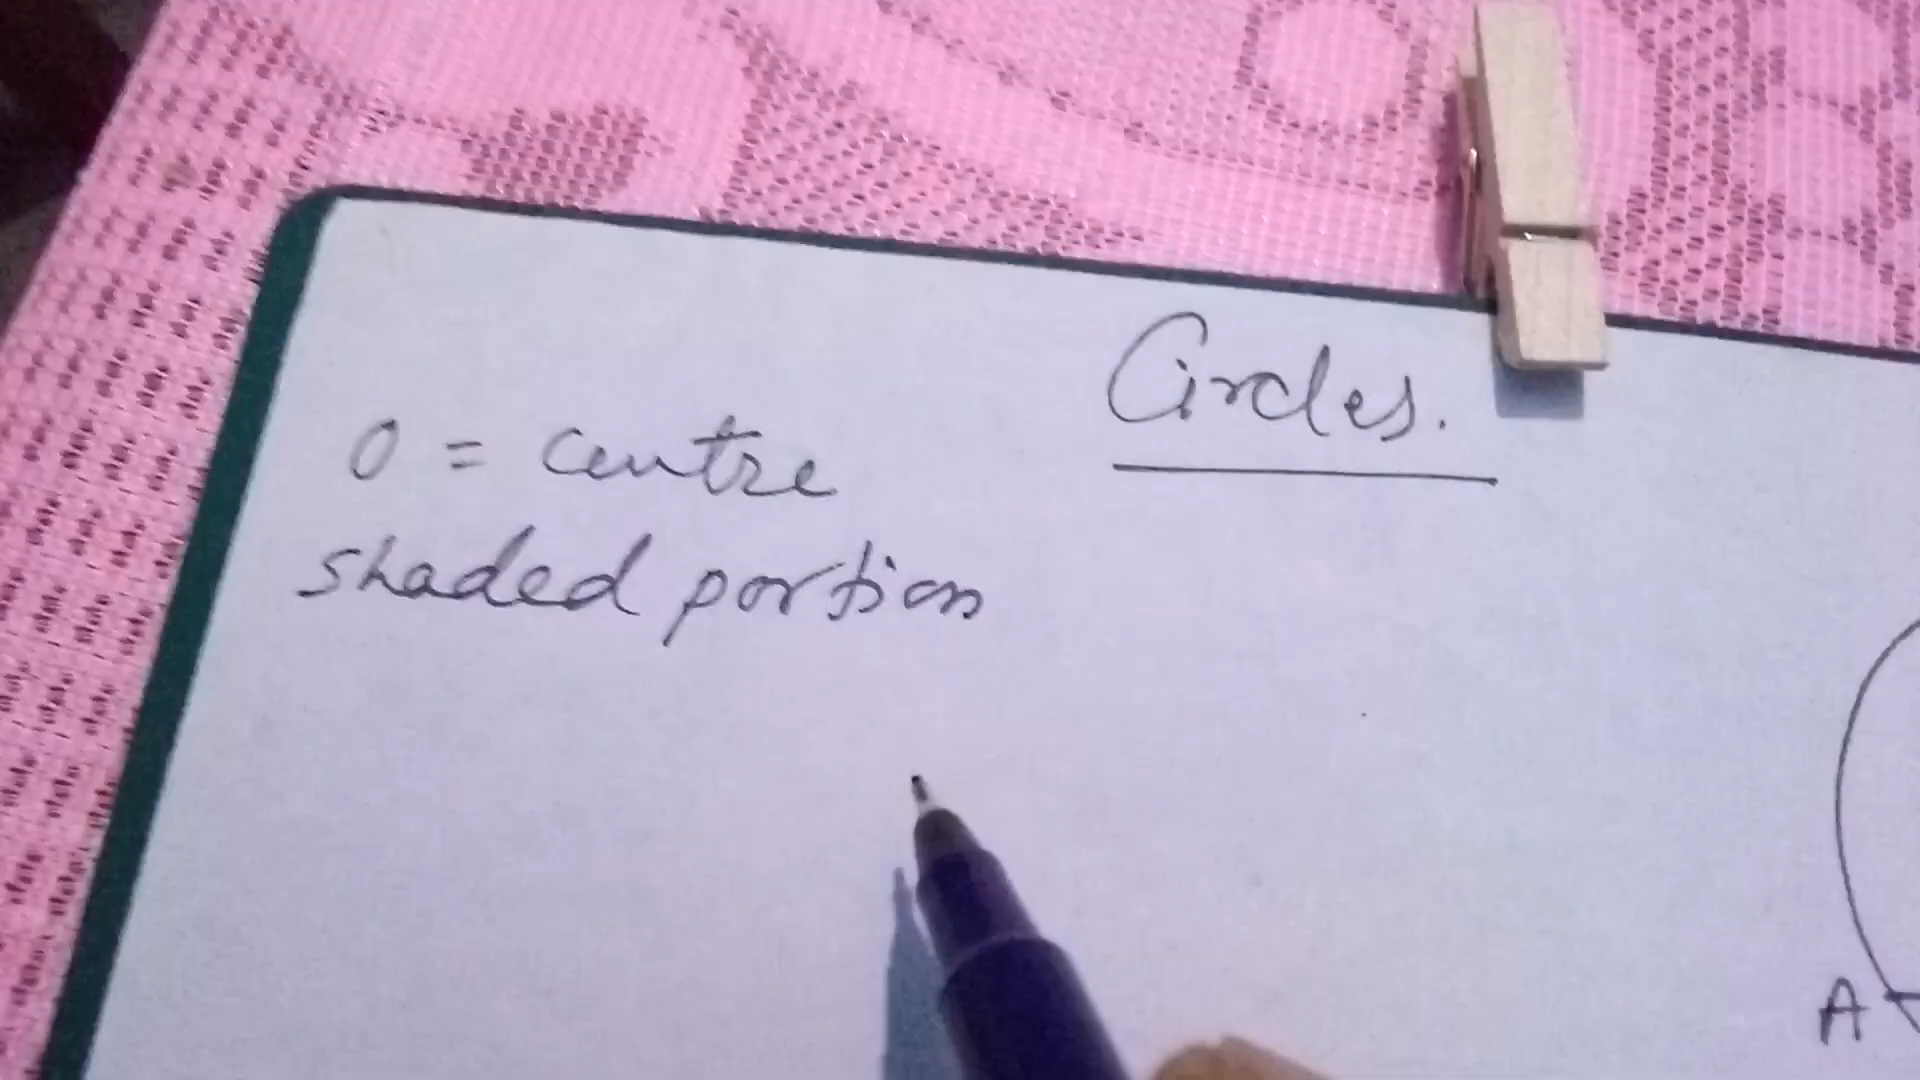 Circles.
O = centre
shaded portion
A